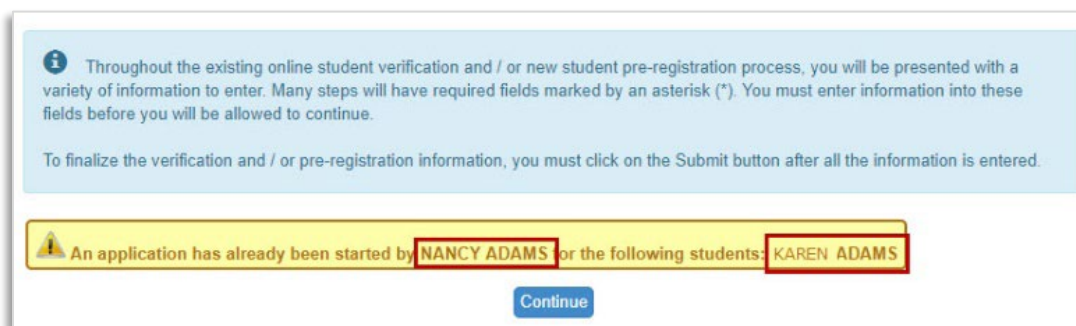 Throughout the existing online student verification and / or new student pre-registration process, you will be presented with a
variety of information to enter. Many steps will have required fields marked by an asterisk (*). You must enter information into these
fields before you will be allowed to continue.
To finalize the verification and / or pre-registration information, you must click on the Submit button after all the information is entered.
An application has already been started by NANCY ADAMS for the following students: KAREN ADAMS
Continue